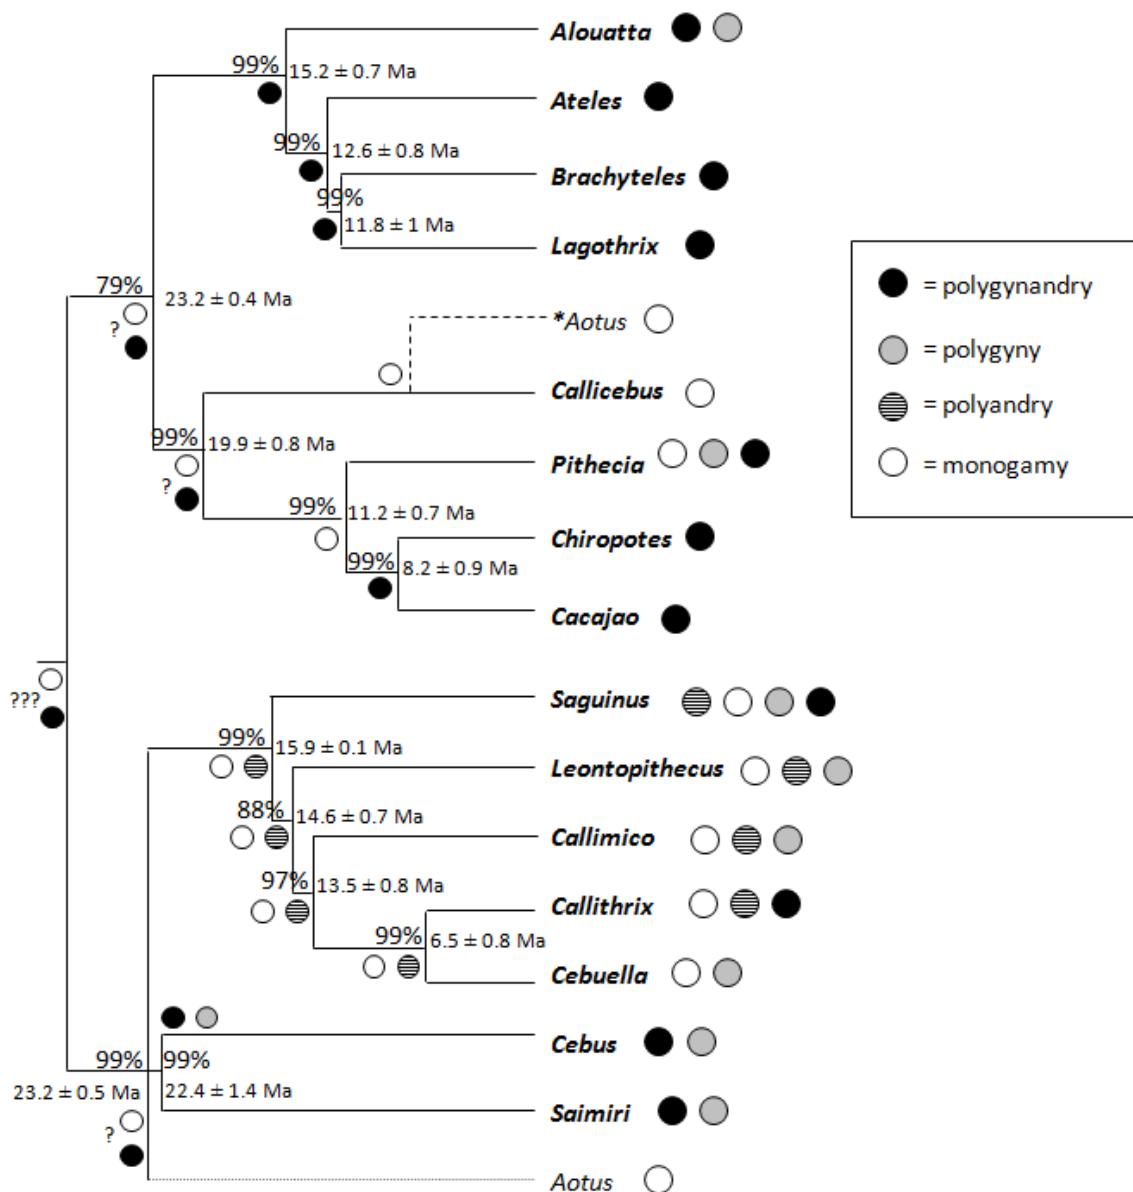 Alouatta
99%
15.2 ± 0.7 Ma
Ateles
99%
12.6 ± 0.8 Ma
Brachyteles
99%
11.8 ± 1 Ma
Lagothrix
= polygynandry
79%
23.2 ± 0.4 Ma
?
*Aotus
= polygyny
Callicebus
= polyandry
99%
19.9 ± 0.8 Ma
Pithecia
= monogamy
?
99%
11.2 ± 0.7 Ma
Chiropotes
99%
8.2 ± 0.9 Ma
Cacajao
???
Saguinus
99%
15.9 ± 0.1 Ma
Leontopithecus
88%
14.6 ± 0.7 Ma
Callimico
97%
13.5 ± 0.8 Ma
Callithrix
99%
6.5 ± 0.8 Ma
Cebuella
Cebus
99%
99%
23.2 ± 0.5 Ma
22.4 ± 1.4 Ma
Saimiri
?
Aotus